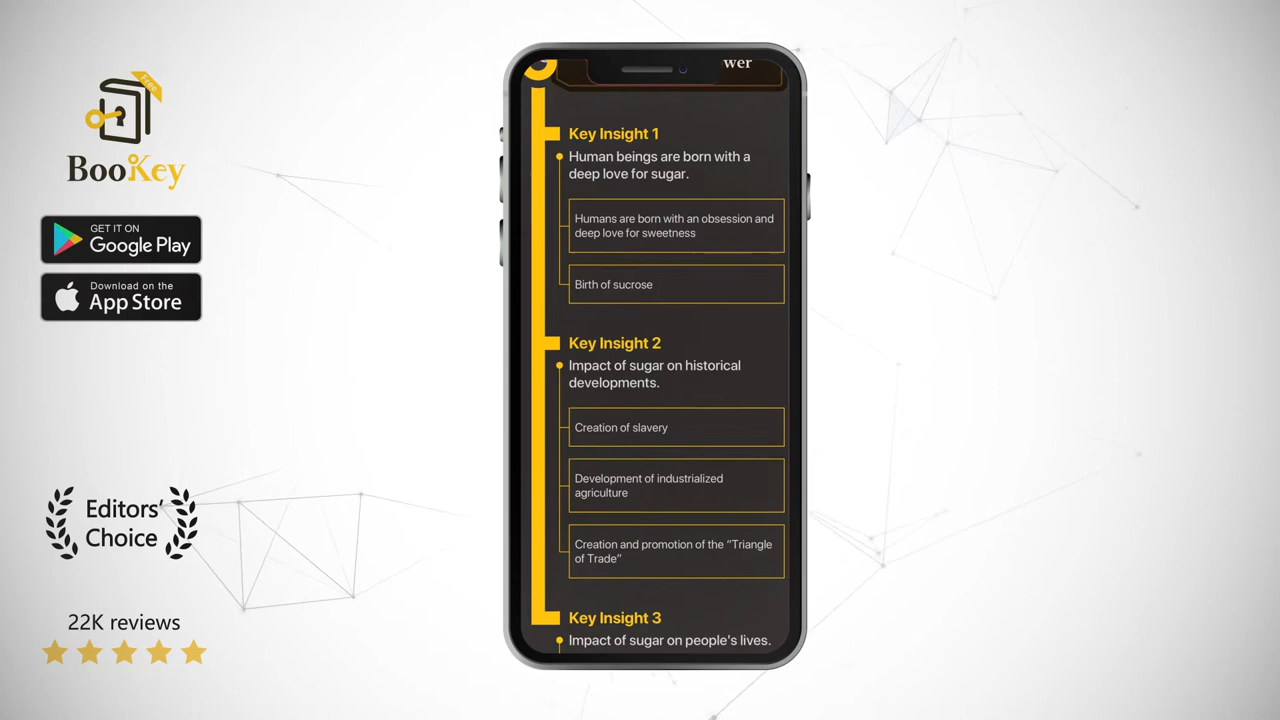 Free
BooKey
GET IT ON
Google Play
Download on the
App Store
Editors'
Choice
22K reviews
wer
Key Insight 1
Human beings are born with a
deep love for sugar.
Humans are born with an obsession and
deep love for sweetness
Birth of sucrose
Key Insight 2
Impact of sugar on historical
developments.
Creation of slavery
Development of industrialized
agriculture
Creation and promotion of the “Triangle
of Trade”
Key Insight 3
Impact of sugar on people's lives.